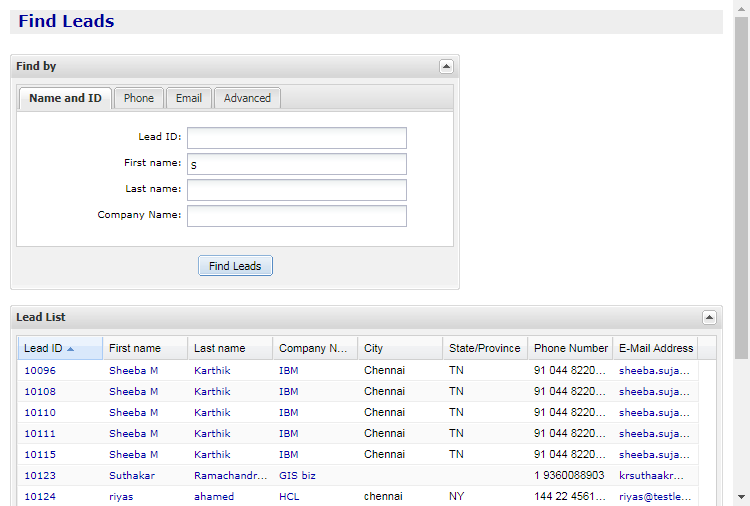 Find Leads
Find by
Name and ID Phone Email Advanced
Lead ID:
First name: s
Last name:
Company Name:
Find Leads
Lead List
Lead ID First name Last name Company N... City State/Province Phone Number E-Mail Address
10096 Sheeba M Karthik IBM Chennai TN 91 044 8220... sheeba.suja...
10108 Sheeba M Karthik IBM Chennai TN 91 044 8220... sheeba.suja...
10110 Sheeba M Karthik IBM Chennai TN 91 044 8220... sheeba.suja...
10111 Sheeba M Karthik IBM Chennai TN 91 044 8220... sheeba.suja...
10115 Sheeba M Karthik IBM Chennai TN 91 044 8220... sheeba.suja...
10123 Suthakar Ramachandr... GIS biz 1 9360088903 krsuthaakr...
10124 riyas ahamed HCL chennai NY 144 22 4561... riyas@testle...